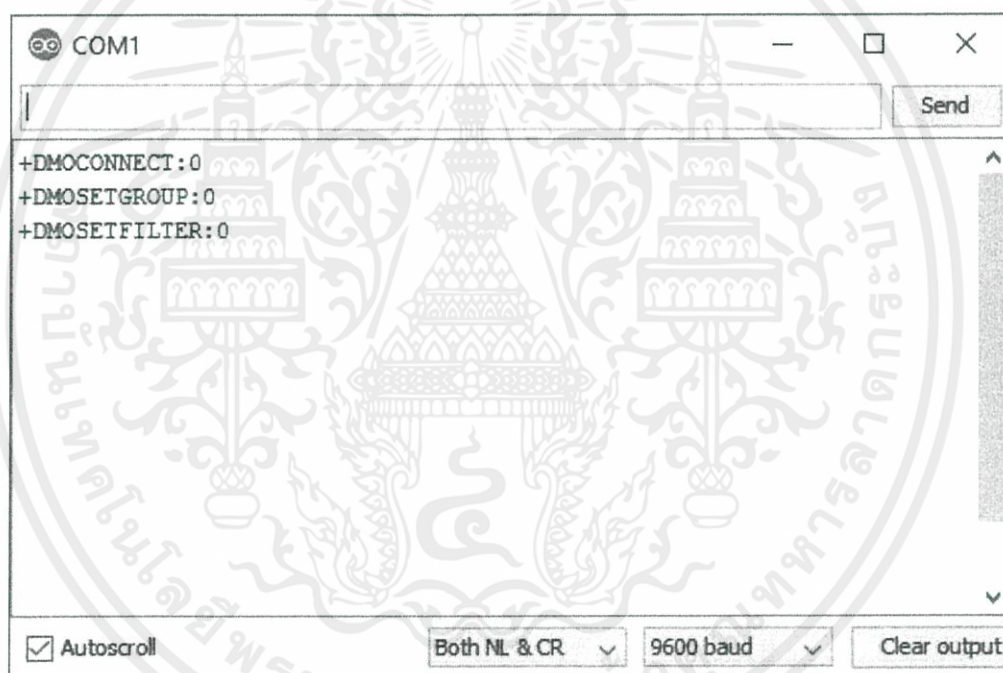 COM1
Send
+DMOCONNECT:0
+DMOSETGROUP:0
+DMOSETFILTER:0
Autoscroll
Both NL & CR
9600 baud
Clear output